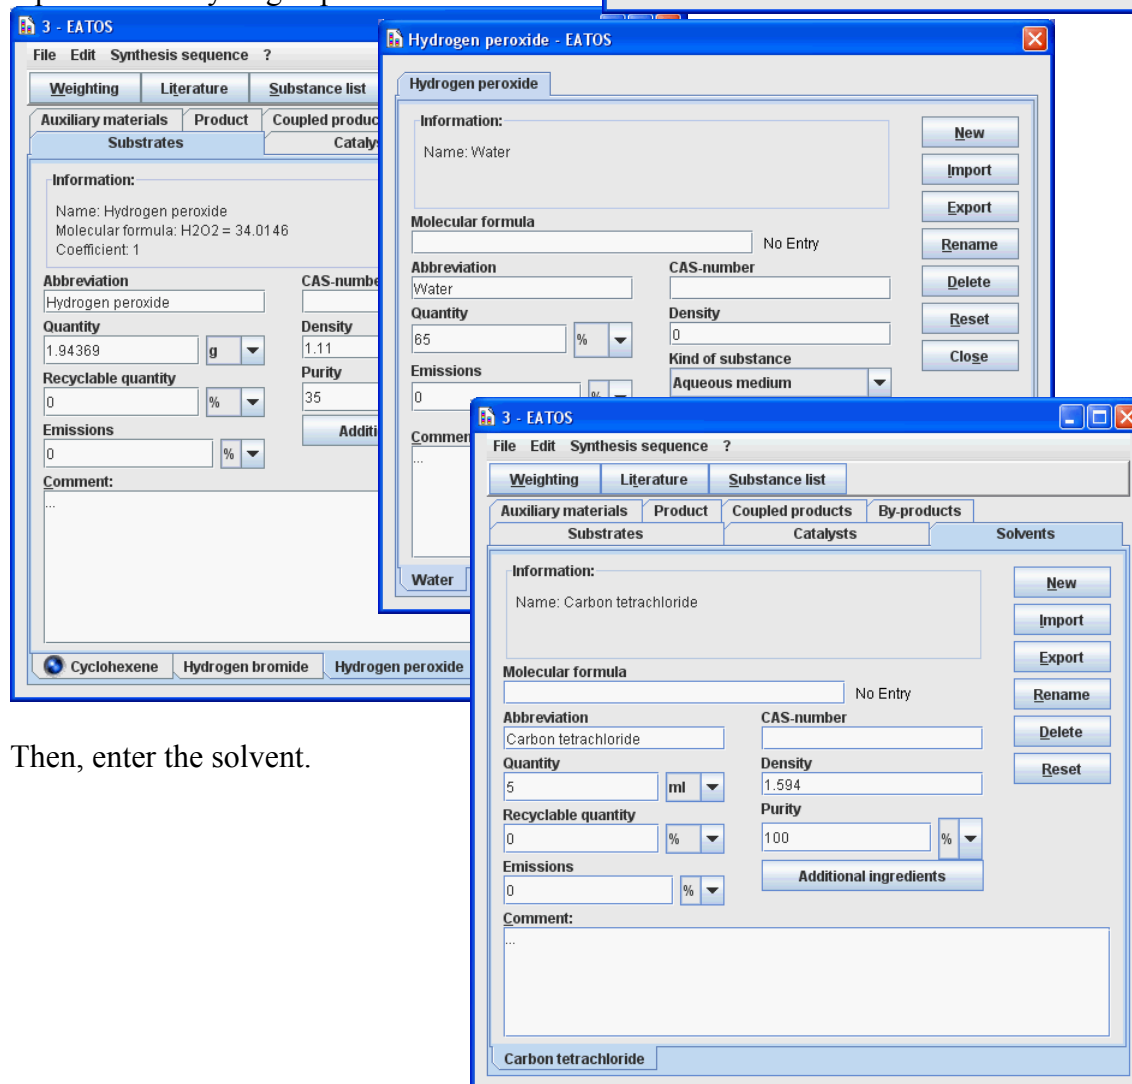 3 - EATOS
File Edit Synthesis sequence ?
Weighting Literature Substance list
Auxiliary materials Product Coupled produc
Substrates Cataly
Information:
Name: Hydrogen peroxide
Molecular formula: H2O2 = 34.0146
Coefficient: 1
Abbreviation CAS-numbe
Hydrogen peroxide
Quantity Density
1.94369 g 1.11
Recyclable quantity Purity
0 % 35
Emissions Additi
0 %
Comment:
...
Cyclohexene Hydrogen bromide Hydrogen peroxide
Hydrogen peroxide - EATOS
Hydrogen peroxide
Information:
Name: Water
New
Import
Export
Rename
Delete
Reset
Close
Molecular formula
No Entry
Abbreviation CAS-number
Water
Quantity Density
65 % 0
Kind of substance
Emissions Aqueous medium
0 %
Commen
...
Water
3 - EATOS
File Edit Synthesis sequence ?
Weighting Literature Substance list
Auxiliary materials Product Coupled products By-products
Substrates Catalysts Solvents
Information:
Name: Carbon tetrachloride
New
Import
Export
Rename
Delete
Reset
Molecular formula
No Entry
Abbreviation CAS-number
Carbon tetrachloride
Quantity Density
5 ml 1.594
Recyclable quantity Purity
0 % 100 %
Emissions Additional ingredients
0 %
Comment:
...
Carbon tetrachloride
Then, enter the solvent.